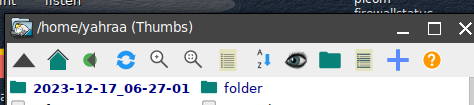 listen
picom
firewallstatus
/home/yahraa (Thumbs)
A
Z
2023-12-17_06-27-01
folder